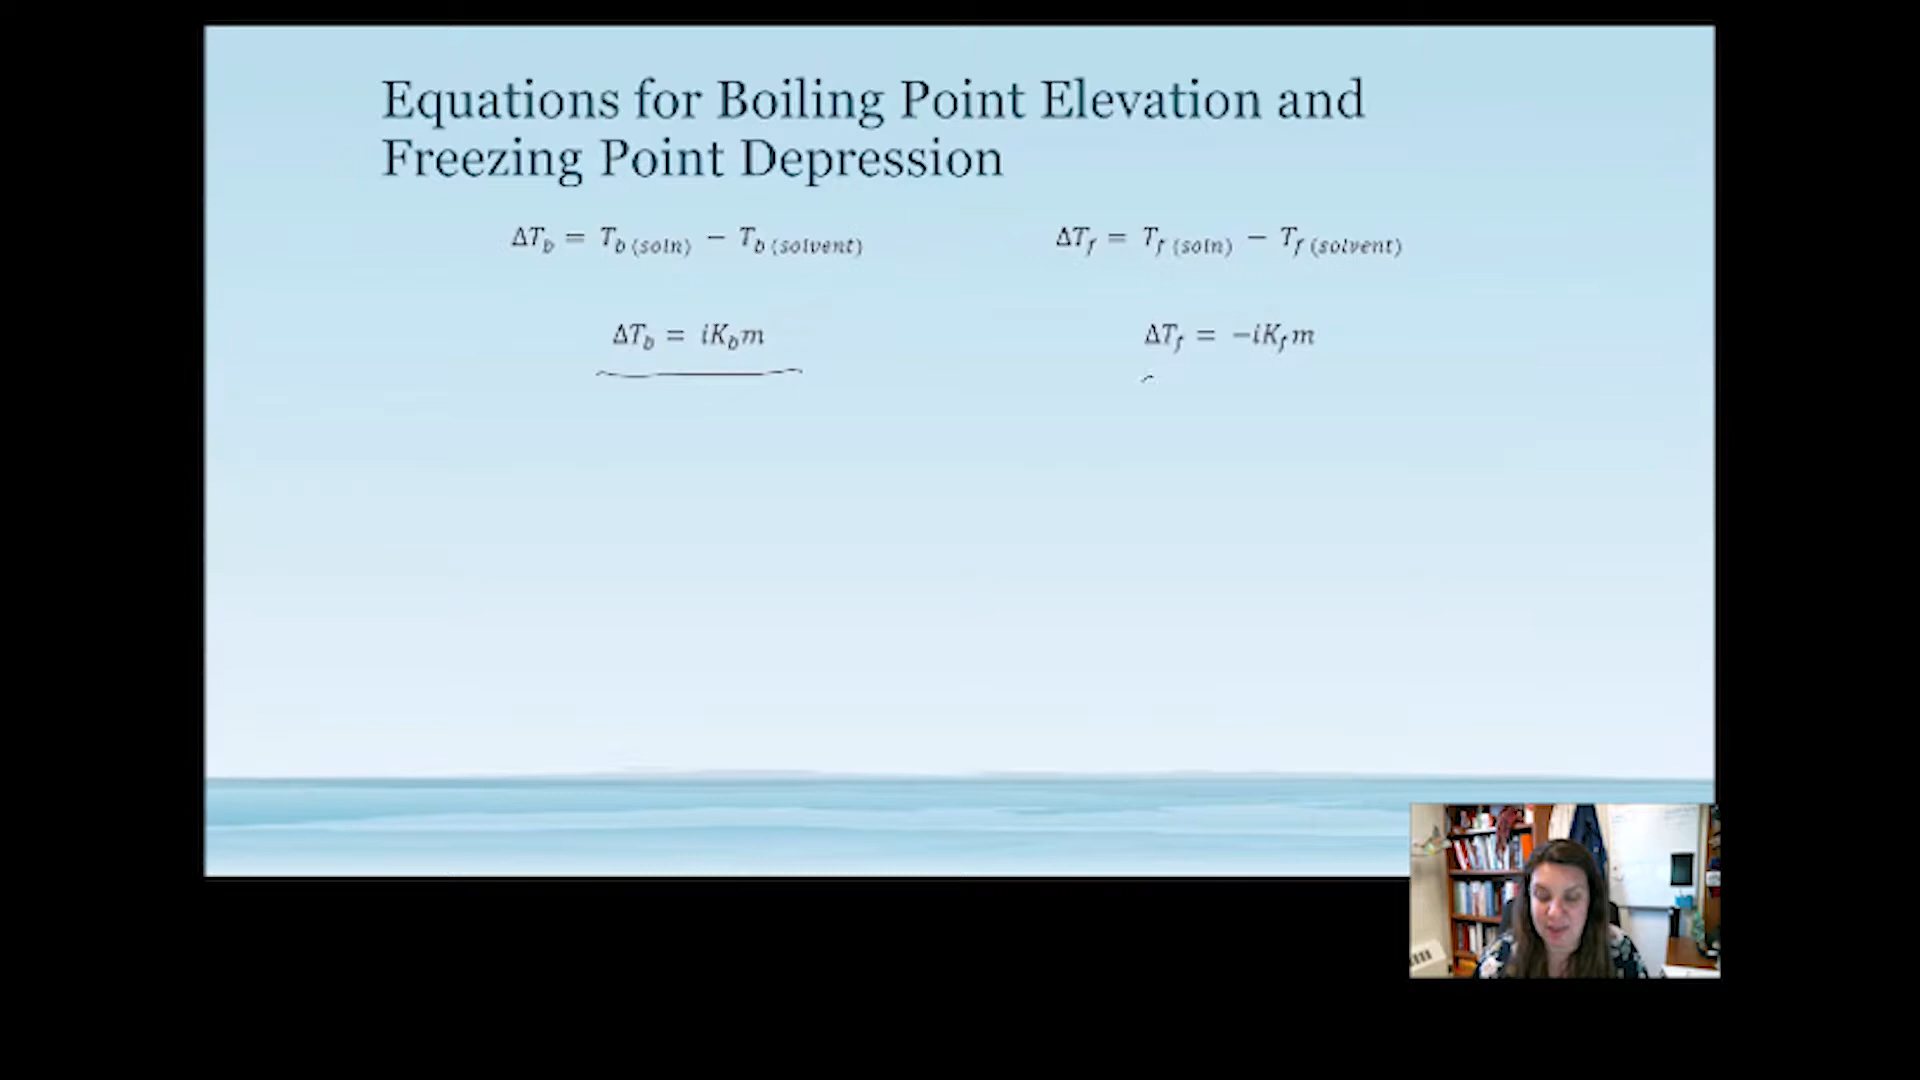 Equations for Boiling Point Elevation and
Freezing Point Depression
ΔT_b = T_b (soln) − T_b (solvent)
ΔT_f = T_f (soln) − T_f (solvent)
ΔT_b = iK_b m
ΔT_f = −iK_f m